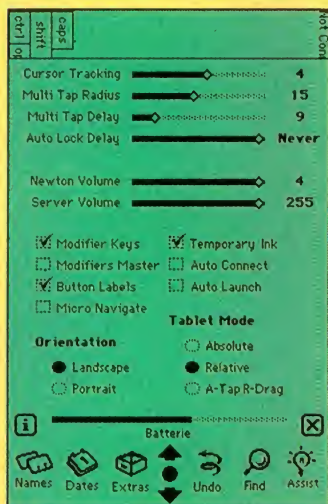 caps
shift
ctrl
Cursor Tracking 4
Multi Tap Radius 15
Multi Tap Delay 9
Auto Lock Delay Never
Newton Volume 4
Server Volume 255
Modifier Keys Temporary Ink
Modifiers Master Auto Connect
Button Labels Auto Launch
Micro Navigate
Tablet Mode
Orientation Absolute
Landscape Relative
Portrait A-Tap R-Drag
i
Batterie
Names Dates Extras Undo Find Assist